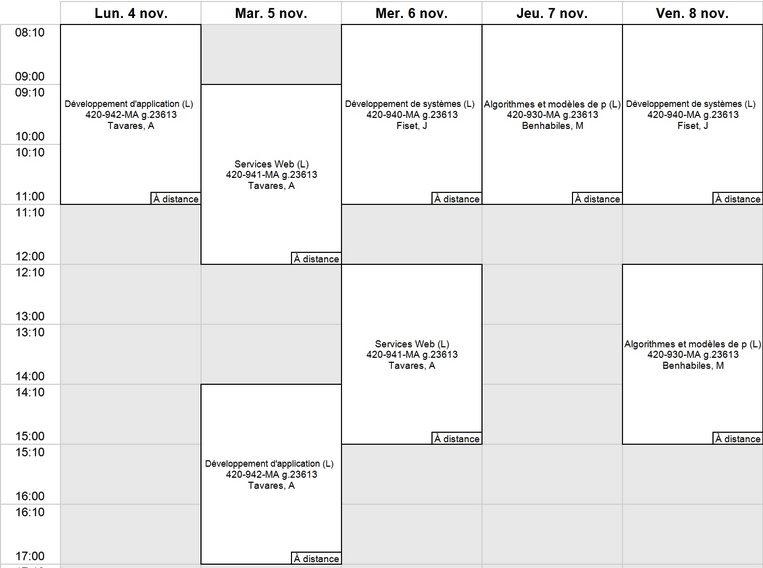 Lun. 4 nov.
Mar. 5 nov.
Mer. 6 nov.
Jeu. 7 nov.
Ven. 8 nov.
08:10
09:00
09:10
10:00
10:10
11:00
11:10
12:00
12:10
13:00
13:10
14:00
14:10
15:00
15:10
16:00
16:10
17:00
Développement d'application (L)
420-942-MA g.23613
Tavares, A
À distance
Services Web (L)
420-941-MA g.23613
Tavares, A
À distance
Développement d'application (L)
420-942-MA g.23613
Tavares, A
À distance
Développement de systèmes (L)
420-940-MA g.23613
Fiset, J
À distance
Services Web (L)
420-941-MA g.23613
Tavares, A
À distance
Algorithmes et modèles de p (L)
420-930-MA g.23613
Benhabiles, M
À distance
Développement de systèmes (L)
420-940-MA g.23613
Fiset, J
À distance
Algorithmes et modèles de p (L)
420-930-MA g.23613
Benhabiles, M
À distance